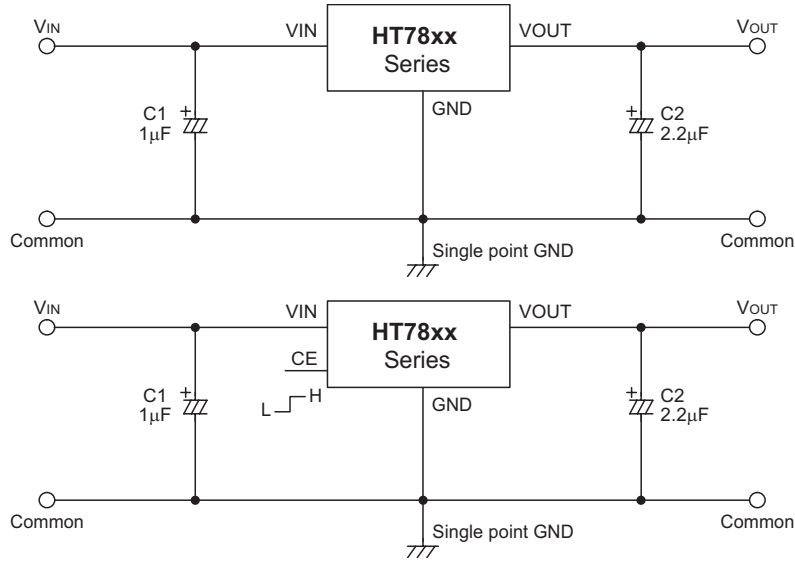 VIN
VIN
HT78xx
Series
VOUT
VOUT
GND
C1
1μF
C2
2.2μF
Common
Single point GND
Common
VIN
VIN
HT78xx
Series
VOUT
VOUT
CE
L
H
GND
C1
1μF
C2
2.2μF
Common
Single point GND
Common